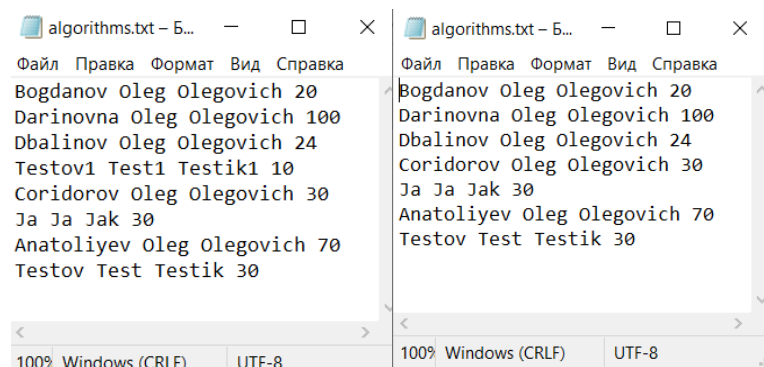 algorithms.txt – Б...
Файл Правка Формат Вид Справка
Bogdanov Oleg Olegovich 20
Darinovna Oleg Olegovich 100
Dbalinov Oleg Olegovich 24
Testov1 Test1 Testik1 10
Coridorov Oleg Olegovich 30
Ja Ja Jak 30
Anatoliyev Oleg Olegovich 70
Testov Test Testik 30
100% Windows (CRLF) UTF-8
algorithms.txt – Б...
Файл Правка Формат Вид Справка
Bogdanov Oleg Olegovich 20
Darinovna Oleg Olegovich 100
Dbalinov Oleg Olegovich 24
Coridorov Oleg Olegovich 30
Ja Ja Jak 30
Anatoliyev Oleg Olegovich 70
Testov Test Testik 30
100% Windows (CRLF) UTF-8